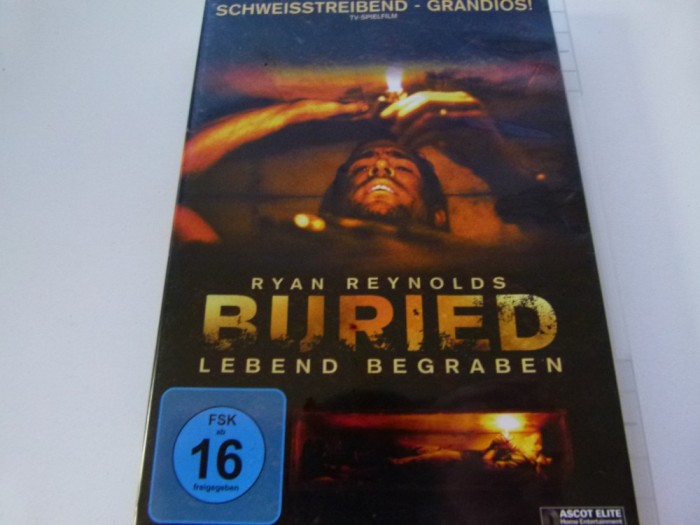 SCHWEISSTREIBEND - GRANDIOS!
TV-SPIELFILM
RYAN REYNOLDS
BURIED
LEBEND BEGRABEN
FSK
ab
16
freigegeben
ASCOT ELITE
Home Entertainment